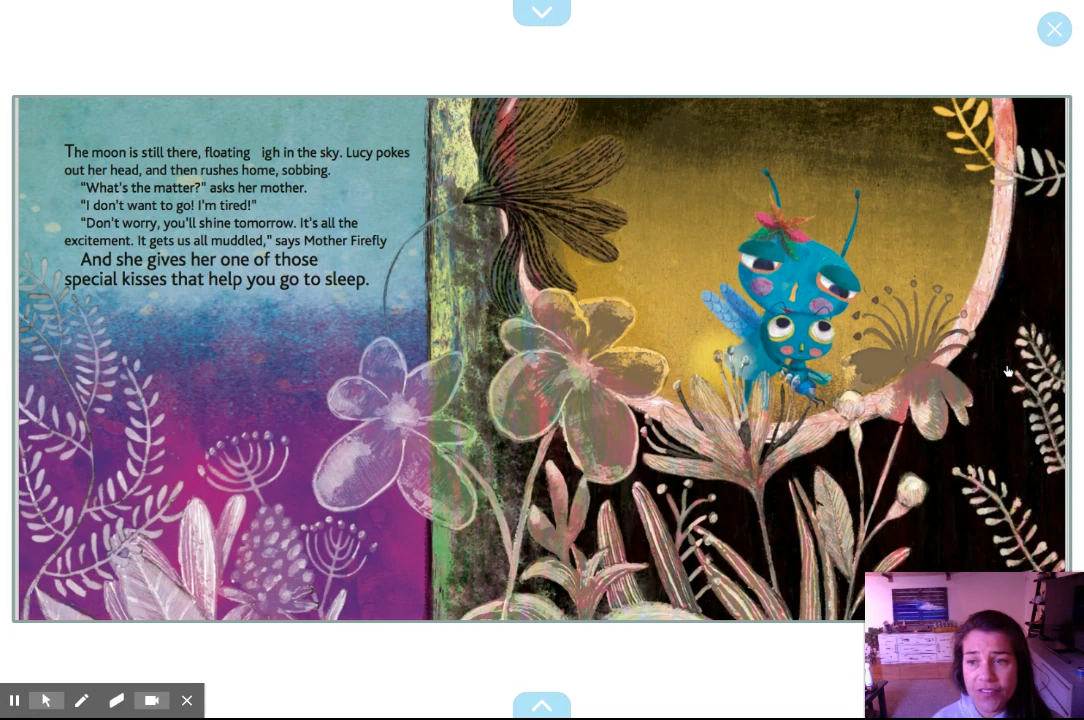 The moon is still there, floating igh in the sky. Lucy pokes
out her head, and then rushes home, sobbing.
"What's the matter?" asks her mother.
"I don't want to go! I'm tired!"
"Don't worry, you'll shine tomorrow. It's all the
excitement. It gets us all muddled," says Mother Firefly
And she gives her one of those
special kisses that help you go to sleep.